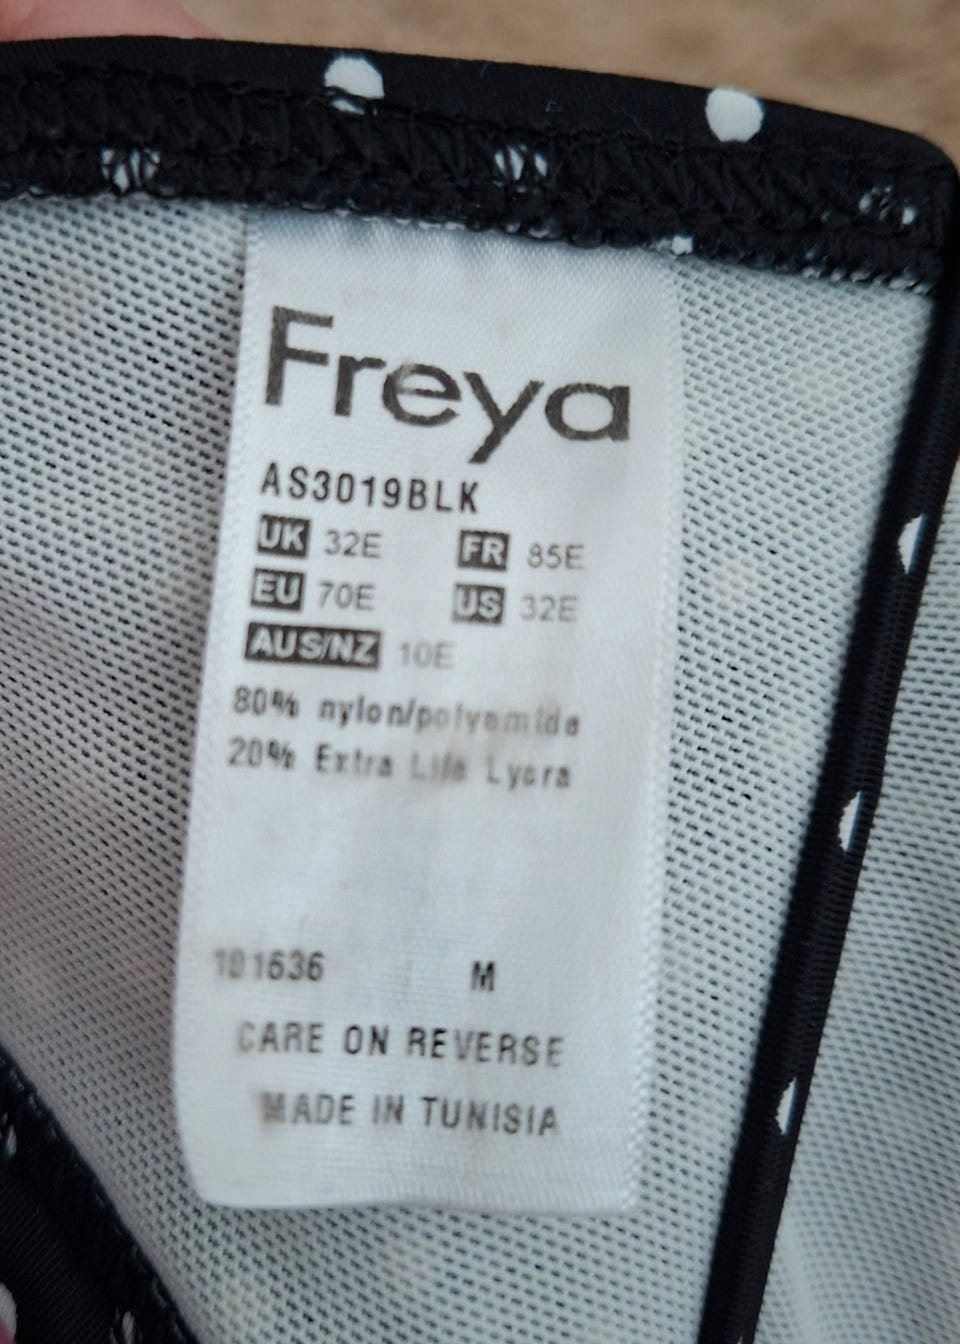 Freya
AS3019BLK
UK 32E FR 85E
EU 70E US 32E
AUS/NZ 10E
80% nylon/polyamide
20% Extra Life Lycra
101636 M
CARE ON REVERSE
MADE IN TUNISIA